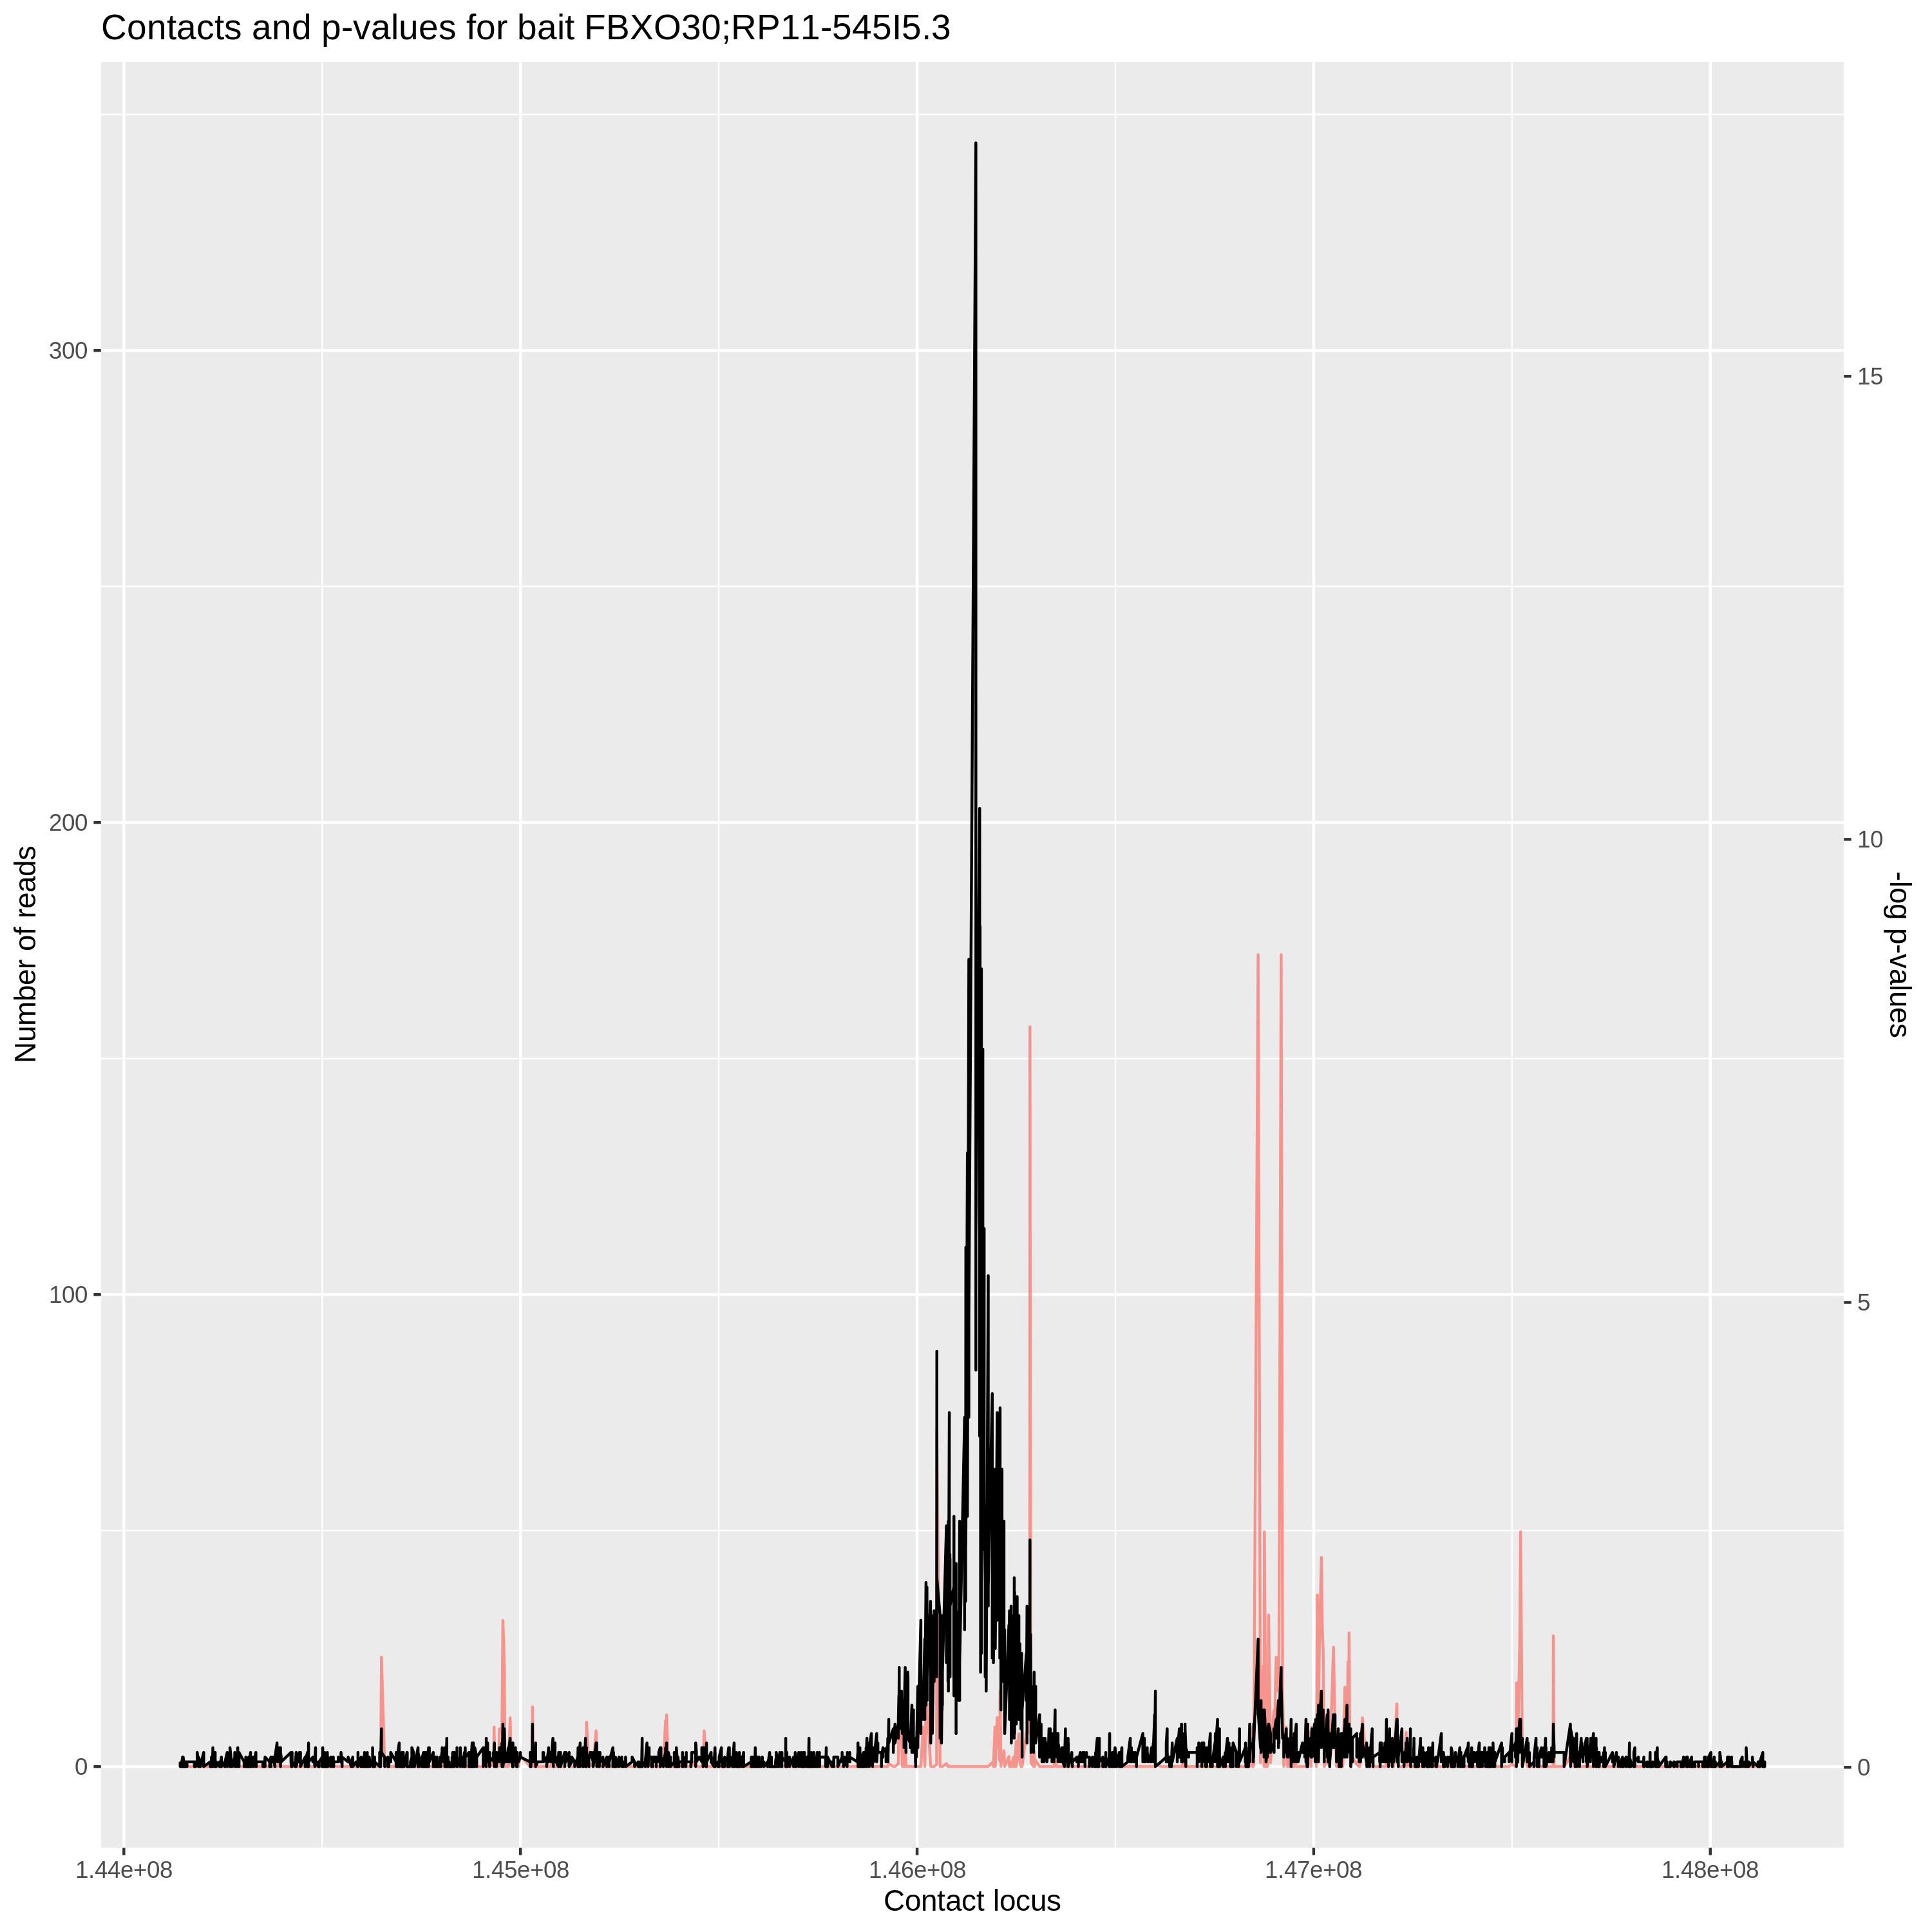 Contacts and p-values for bait FBXO30;RP11-545I5.3
Number of reads
300
200
100
0
15
10
5
0
-log p-values
1.44e+08
1.45e+08
1.46e+08
1.47e+08
1.48e+08
Contact locus